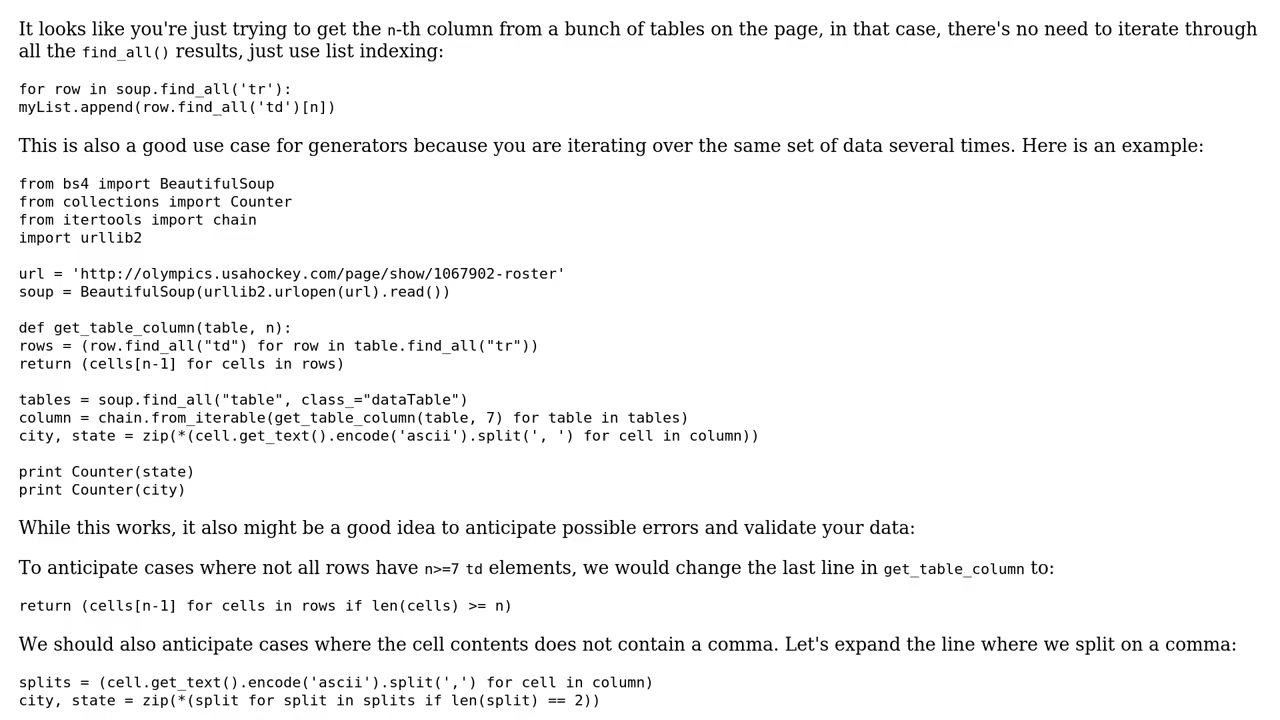 It looks like you're just trying to get the n-th column from a bunch of tables on the page, in that case, there's no need to iterate through
all the find_all() results, just use list indexing:
for row in soup.find_all('tr'):
myList.append(row.find_all('td')[n])
This is also a good use case for generators because you are iterating over the same set of data several times. Here is an example:
from bs4 import BeautifulSoup
from collections import Counter
from itertools import chain
import urllib2
url = 'http://olympics.usahockey.com/page/show/1067902-roster'
soup = BeautifulSoup(urllib2.urlopen(url).read())
def get_table_column(table, n):
rows = (row.find_all("td") for row in table.find_all("tr"))
return (cells[n-1] for cells in rows)
tables = soup.find_all("table", class_="dataTable")
column = chain.from_iterable(get_table_column(table, 7) for table in tables)
city, state = zip(*(cell.get_text().encode('ascii').split(', ') for cell in column))
print Counter(state)
print Counter(city)
While this works, it also might be a good idea to anticipate possible errors and validate your data:
To anticipate cases where not all rows have n>=7 td elements, we would change the last line in get_table_column to:
return (cells[n-1] for cells in rows if len(cells) >= n)
We should also anticipate cases where the cell contents does not contain a comma. Let's expand the line where we split on a comma:
splits = (cell.get_text().encode('ascii').split(',') for cell in column)
city, state = zip(*(split for split in splits if len(split) == 2))